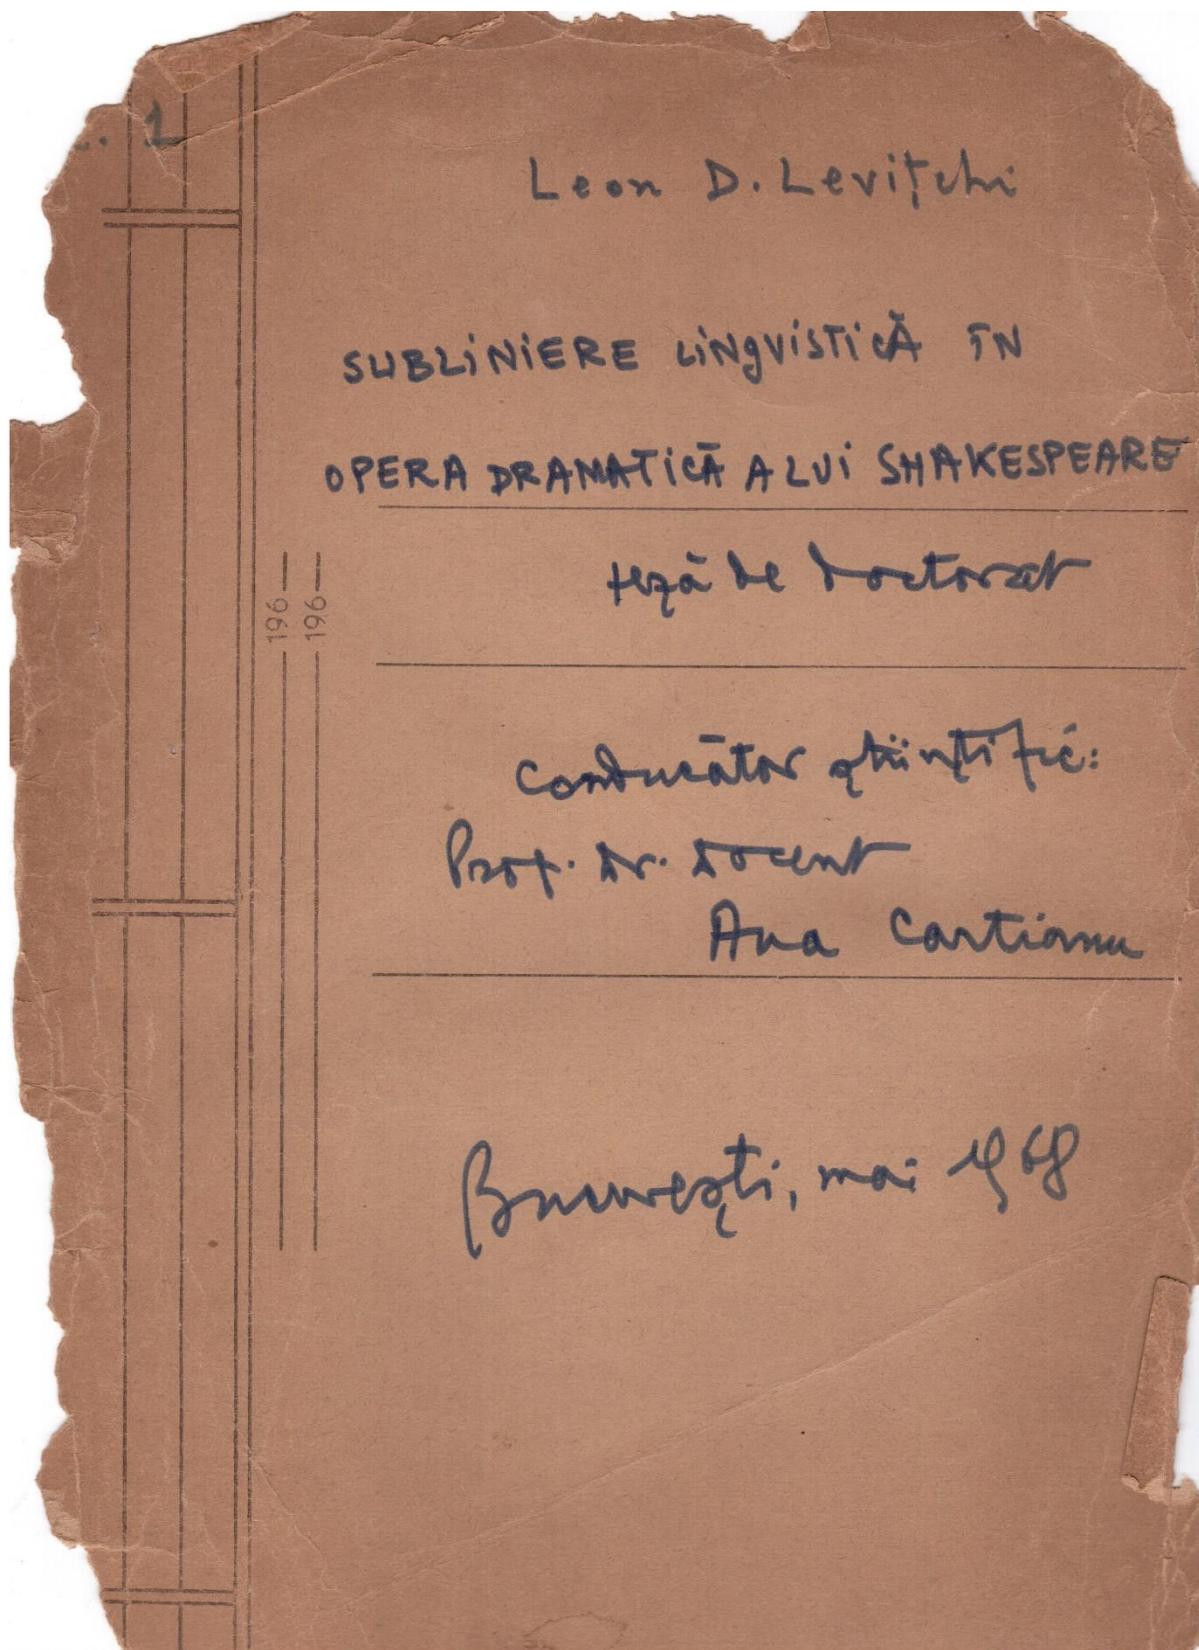 . 1
Leon D. Levițchi
SUBLINIERE LINGVISTICĂ ÎN
OPERA DRAMATICĂ A LUI SHAKESPEARE
teză de doctorat
196—
196—
Conducător științific:
Prof. Dr. Docent
Ana Cartianu
București, mai 1968